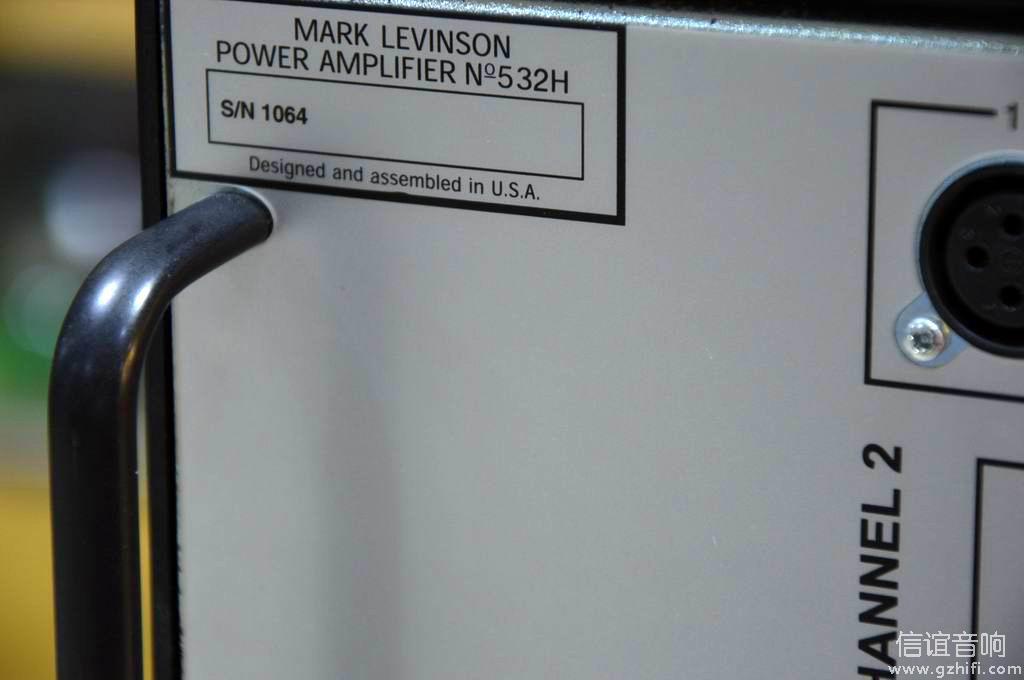 MARK LEVINSON
POWER AMPLIFIER Nº532H
S/N 1064
Designed and assembled in U.S.A.
1
CHANNEL 2
信谊音响
www.gzhifi.com